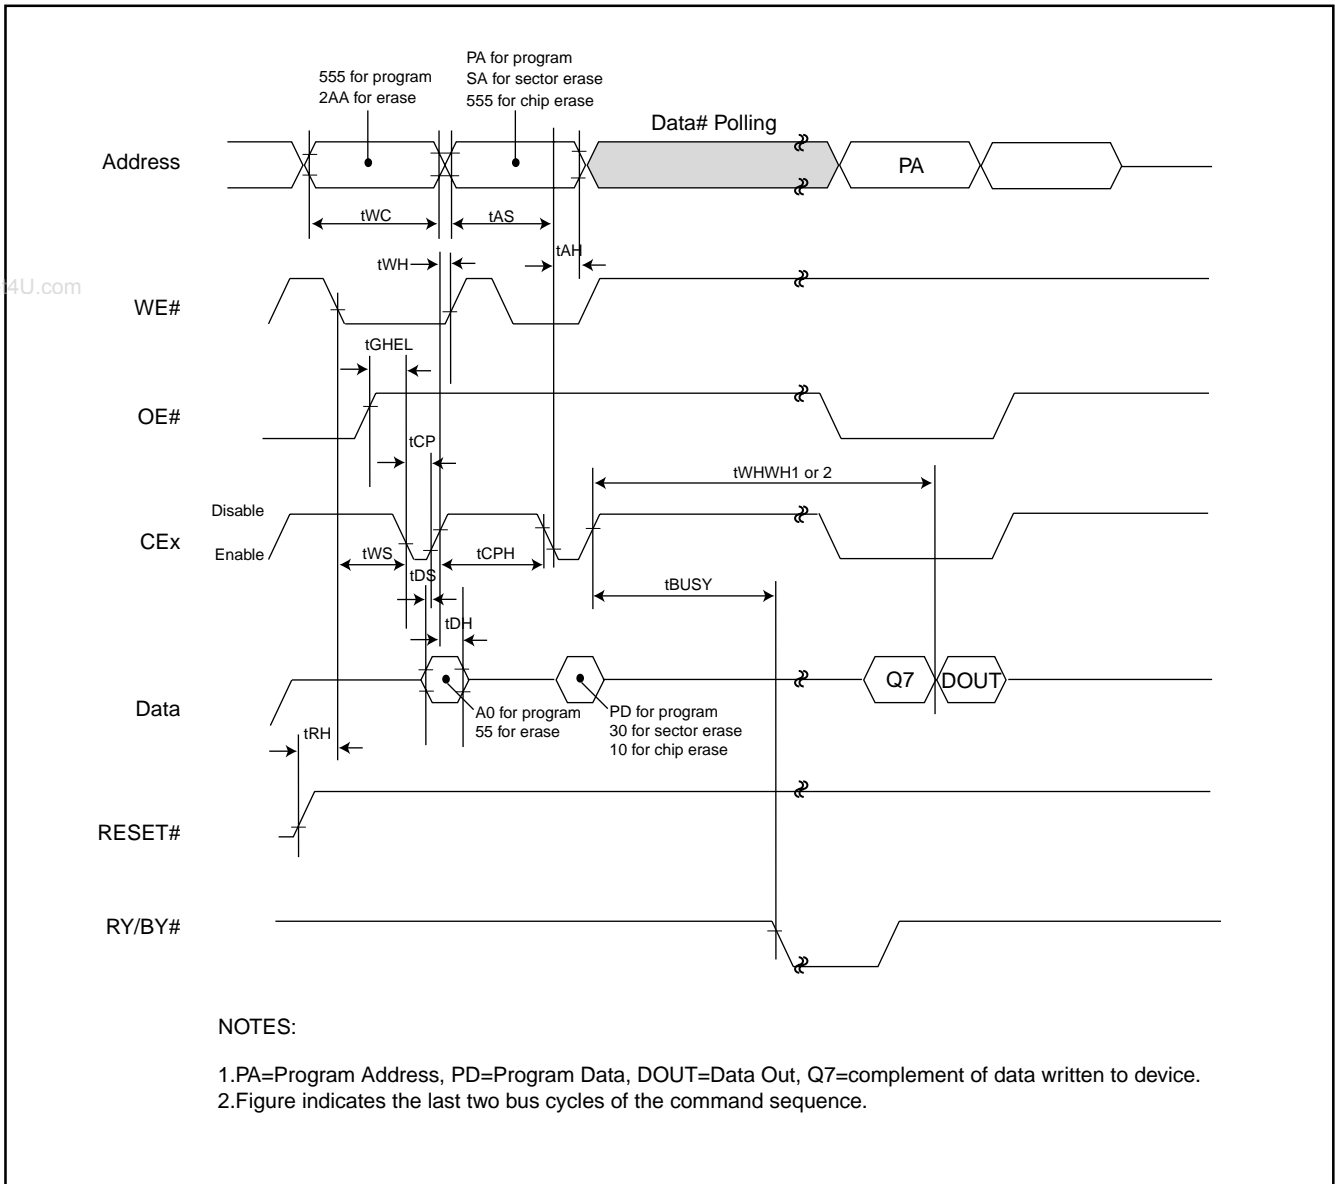 555 for program
2AA for erase
PA for program
SA for sector erase
555 for chip erase
Data# Polling
Address
PA
tWC
tAS
tAH
tWH
4U.com
WE#
tGHEL
OE#
tCP
tWHWH1 or 2
Disable
CEx
Enable
tWS
tCPH
tDS
tBUSY
tDH
Data
Q7
DOUT
A0 for program
55 for erase
PD for program
30 for sector erase
10 for chip erase
tRH
RESET#
RY/BY#
NOTES:
1.PA=Program Address, PD=Program Data, DOUT=Data Out, Q7=complement of data written to device.
2.Figure indicates the last two bus cycles of the command sequence.